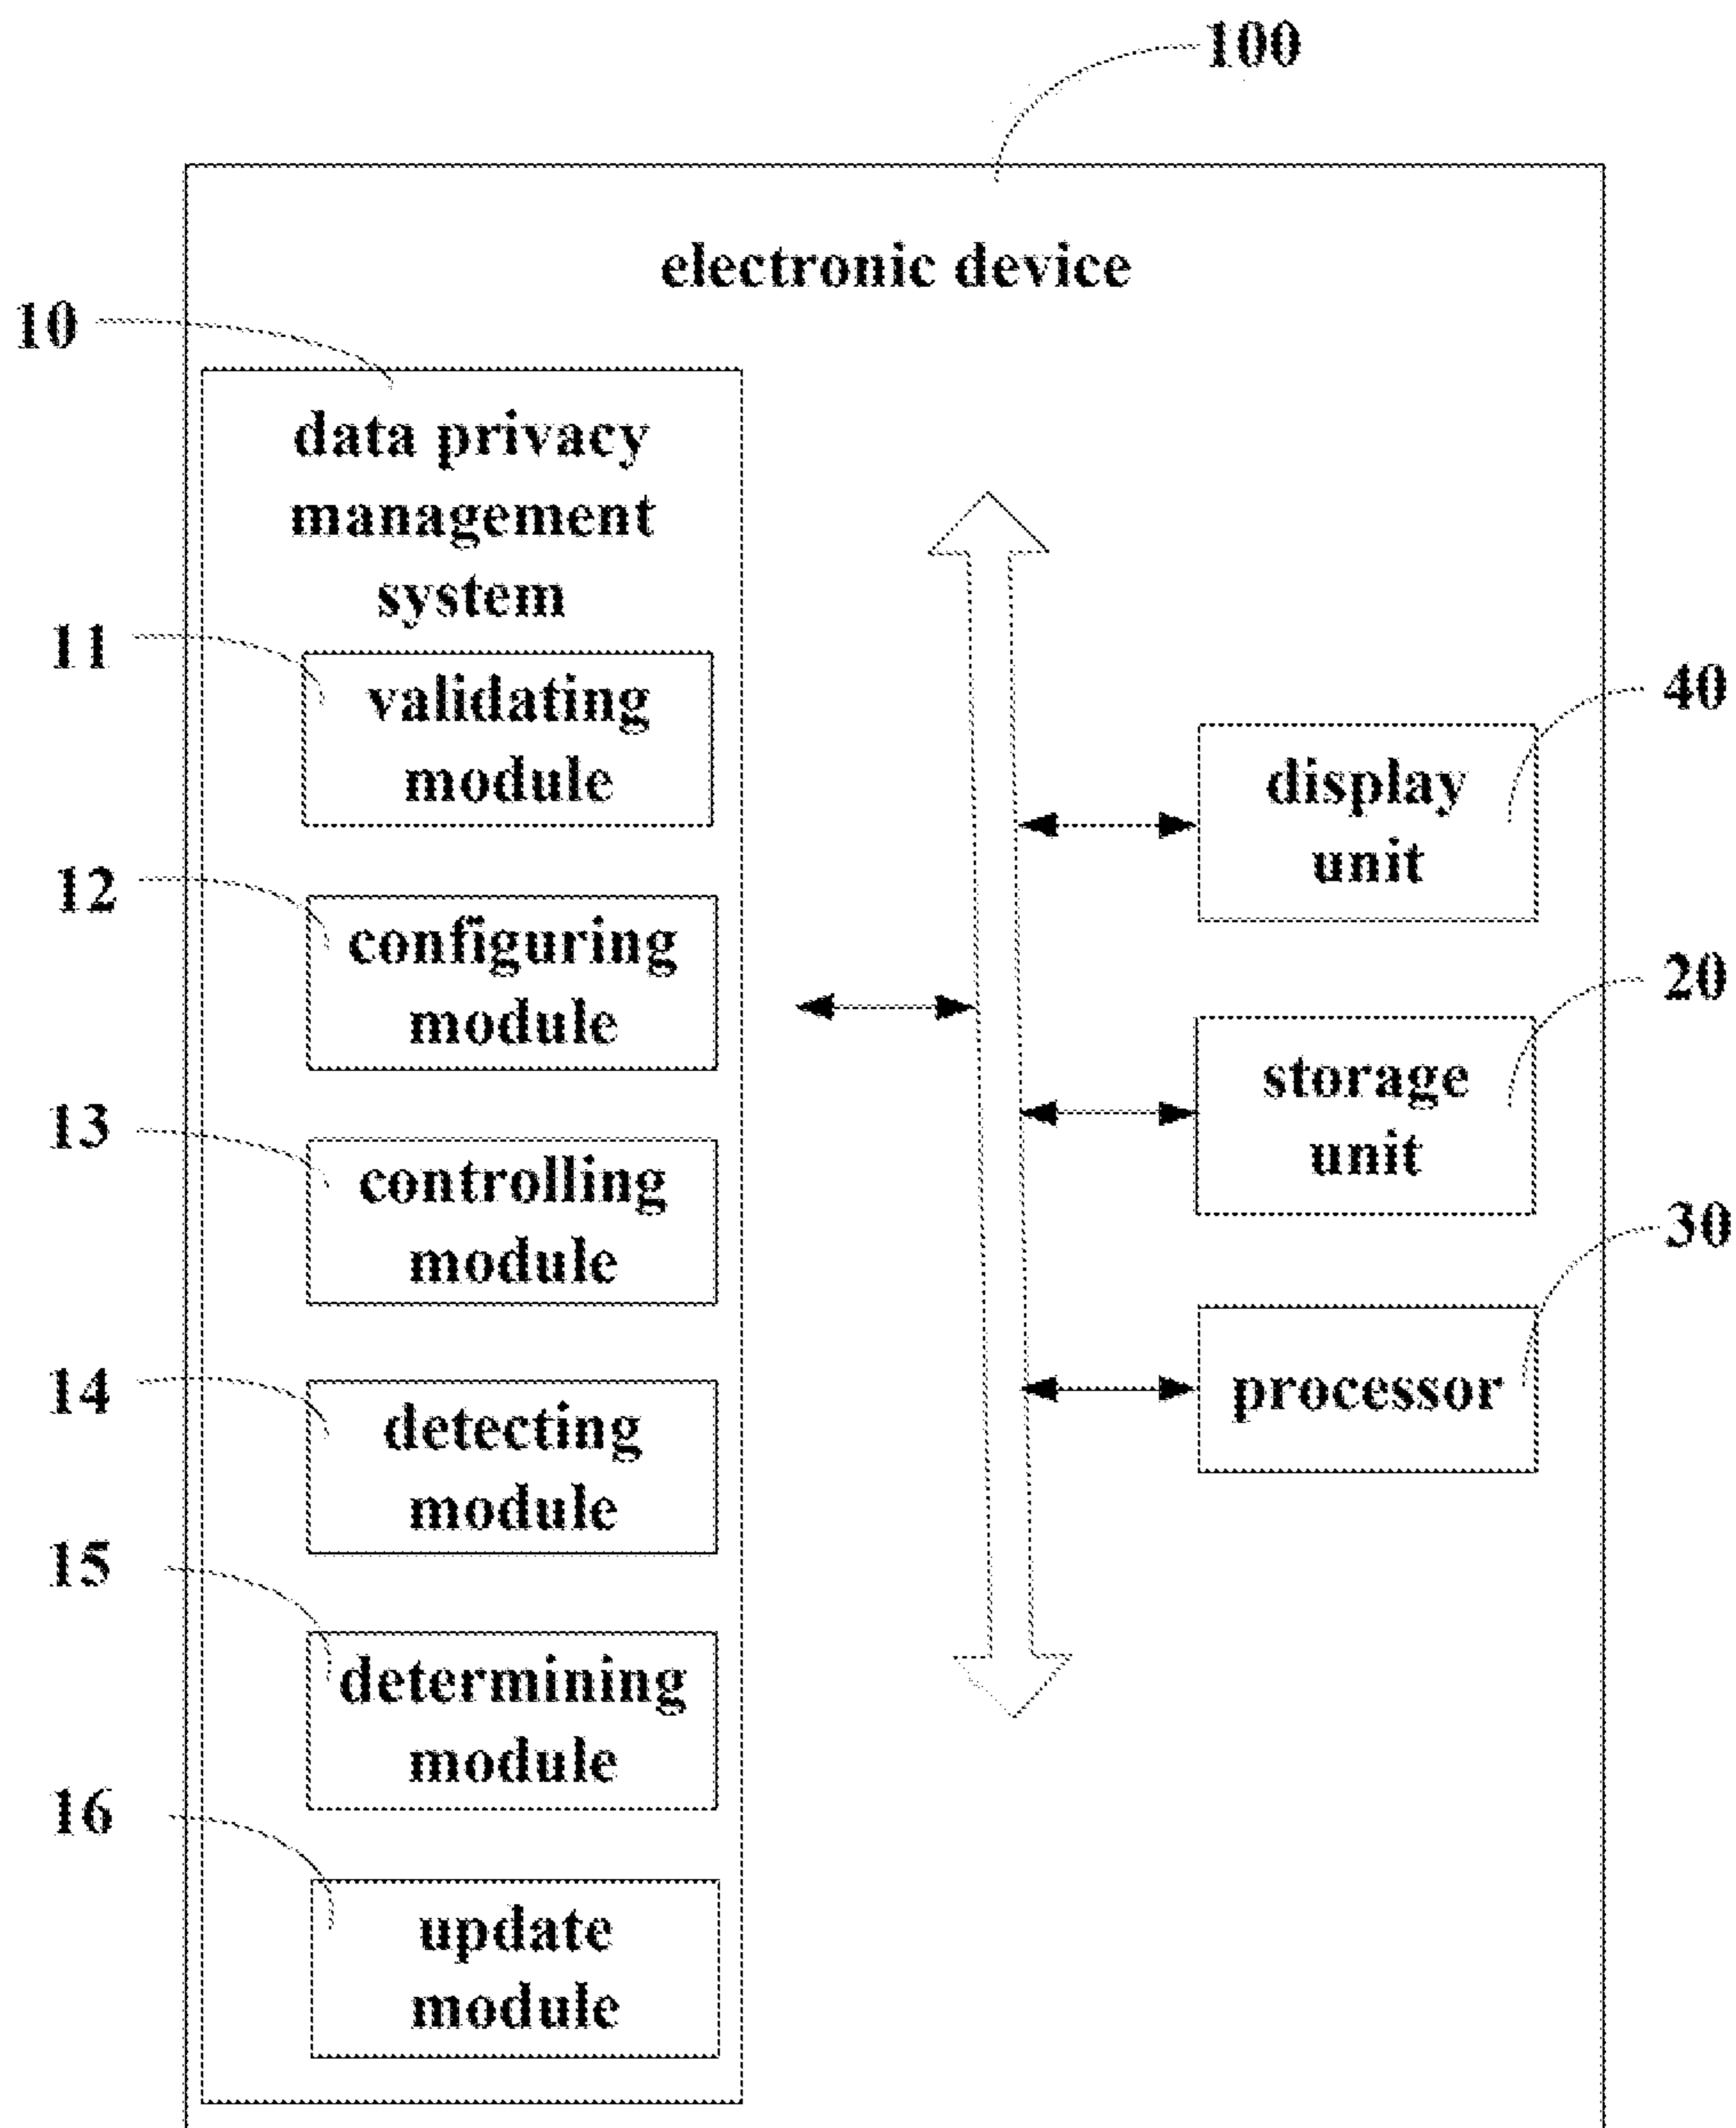 100
electronic device
10
data privacy
management
system
11
validating
module
12
configuring
module
13
controlling
module
14
detecting
module
15
determining
module
16
update
module
40
display
unit
20
storage
unit
30
processor